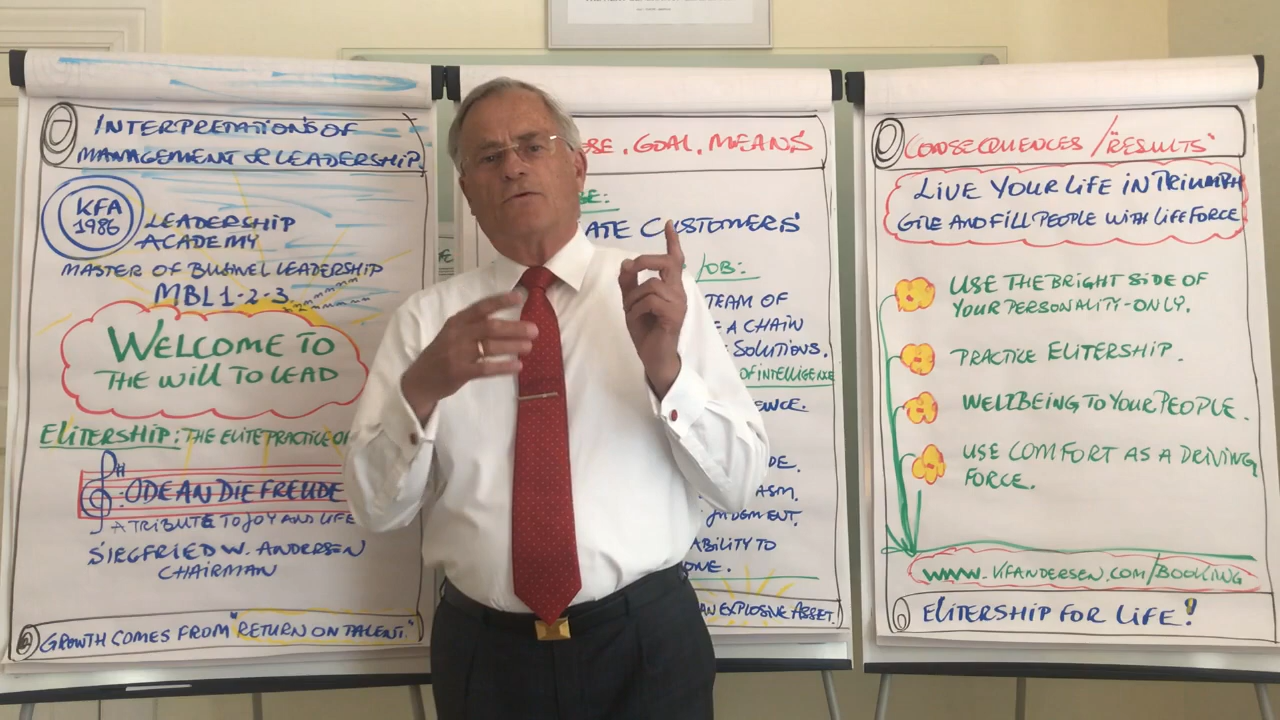 INTERPRETATIONS OF
MANAGEMENT & LEADERSHIP
KFA
1986
LEADERSHIP
ACADEMY
MASTER OF BUSINEL LEADERSHIP
MBL 1-2-3
WELCOME TO
THE WILL TO LEAD
ELITERSHIP: THE ELITE PRACTICE
ODE AN DIE FREUDE
A TRIBUTE TO JOY AND LIFE
SIEGFRIED W. ANDERSEN
CHAIRMAN
GROWTH COMES FROM "RETURN ON TALENT."
SE. GOAL. MEANS
E:
ATE CUSTOMERS
JOB:
TEAM OF
A CHAIN
SOLUTIONS.
OF INTELLIGENCE
ENCE.
DE.
ASM.
JUDGMENT.
ABILITY TO
ONE.
AN EXPLOSIVE ASSET.
CONSEQUENCES / "RESULTS"
LIVE YOUR LIFE IN TRIUMPH
GIVE AND FILL PEOPLE WITH LIFE FORCE
USE THE BRIGHT SIDE OF
YOUR PERSONALITY-ONLY.
PRACTICE ELITERSHIP.
WELLBEING TO YOUR PEOPLE.
USE COMFORT AS A DRIVING
FORCE.
WWW.KFANDERSEN.COM/BOOKING
ELITERSHIP FOR LIFE!